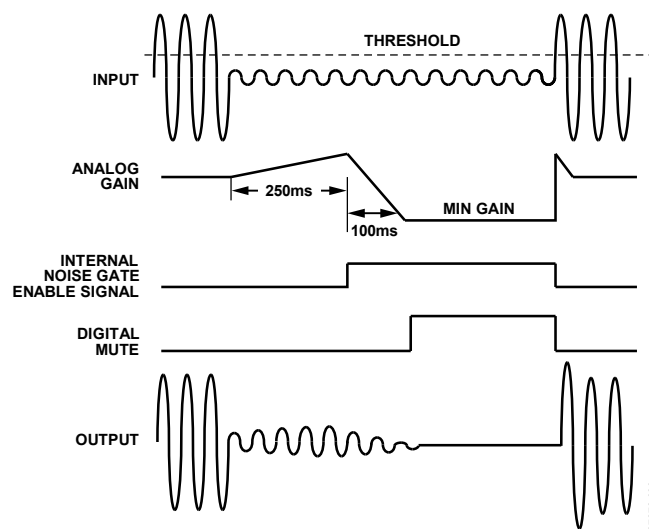 THRESHOLD
INPUT
ANALOG
GAIN
250ms
MIN GAIN
100ms
INTERNAL
NOISE GATE
ENABLE SIGNAL
DIGITAL
MUTE
OUTPUT